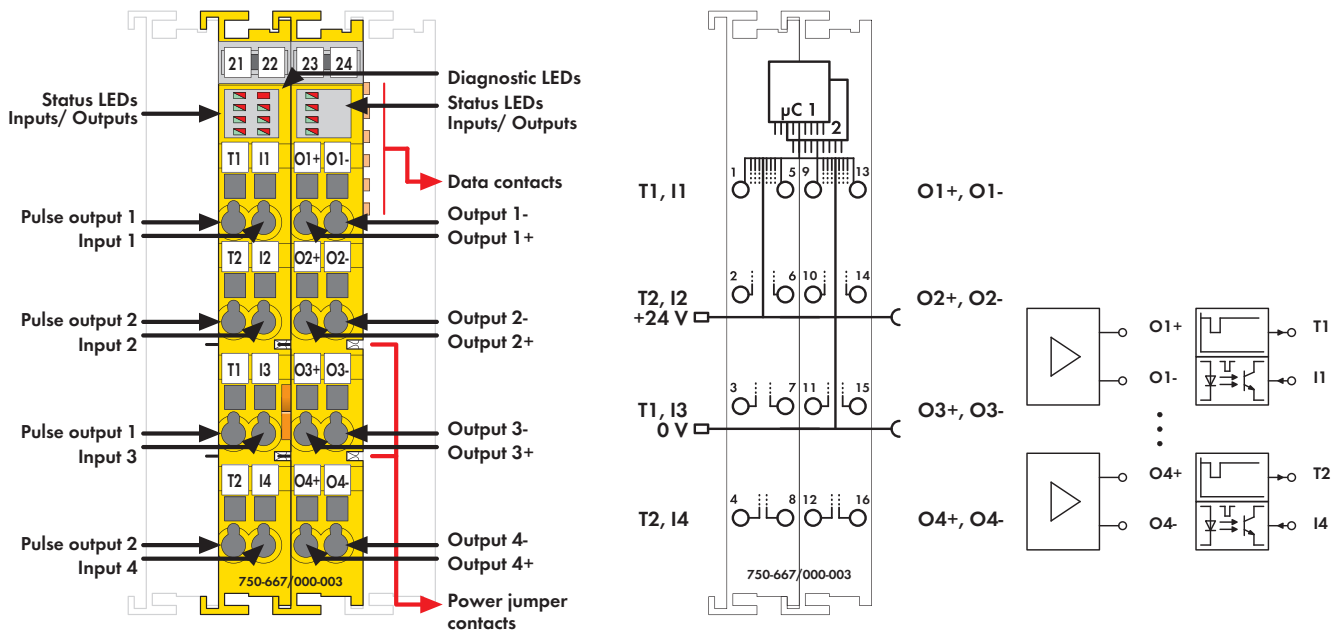 21 22 23 24
Diagnostic LEDs
Status LEDs
Inputs/ Outputs
Status LEDs
Inputs/ Outputs
T1 I1 O1+ O1-
Data contacts
Pulse output 1
Input 1
Output 1-
Output 1+
T2 I2 O2+ O2-
Pulse output 2
Input 2
Output 2-
Output 2+
T1 I3 O3+ O3-
Pulse output 1
Input 3
Output 3-
Output 3+
T2 I4 O4+ O4-
Pulse output 2
Input 4
Output 4-
Output 4+
750-667/000-003
Power jumper
contacts
µC 1
2
T1, I1
1 5 9 13
O1+, O1-
T2, I2
2 6 10 14
O2+, O2-
+24 V
T1, I3
3 7 11 15
O3+, O3-
0 V
T2, I4
4 8 12 16
O4+, O4-
750-667/000-003
O1+
T1
O1-
I1
O4+
T2
O4-
I4